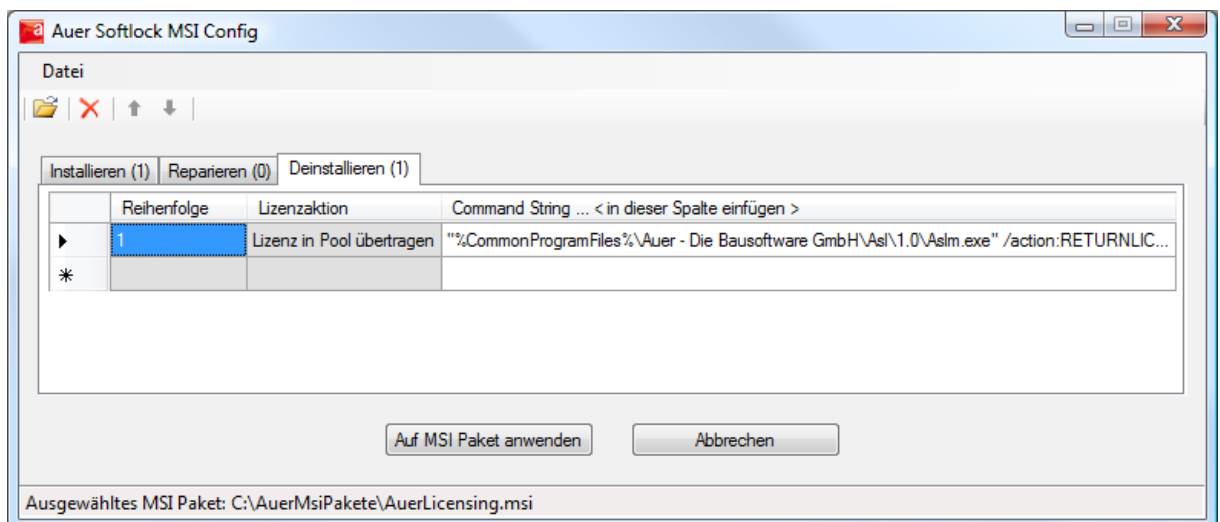 Auer Softlock MSI Config
Datei
Installieren (1) Reparieren (0) Deinstallieren (1)
Reihenfolge Lizenzaktion Command String ... < in dieser Spalte einfügen >
1 Lizenz in Pool übertragen "%CommonProgramFiles%\Auer - Die Bausoftware GmbH\Asl\1.0\Aslm.exe" /action:RETURNLIC...
Auf MSI Paket anwenden Abbrechen
Ausgewähltes MSI Paket: C:\AuerMsiPakete\AuerLicensing.msi